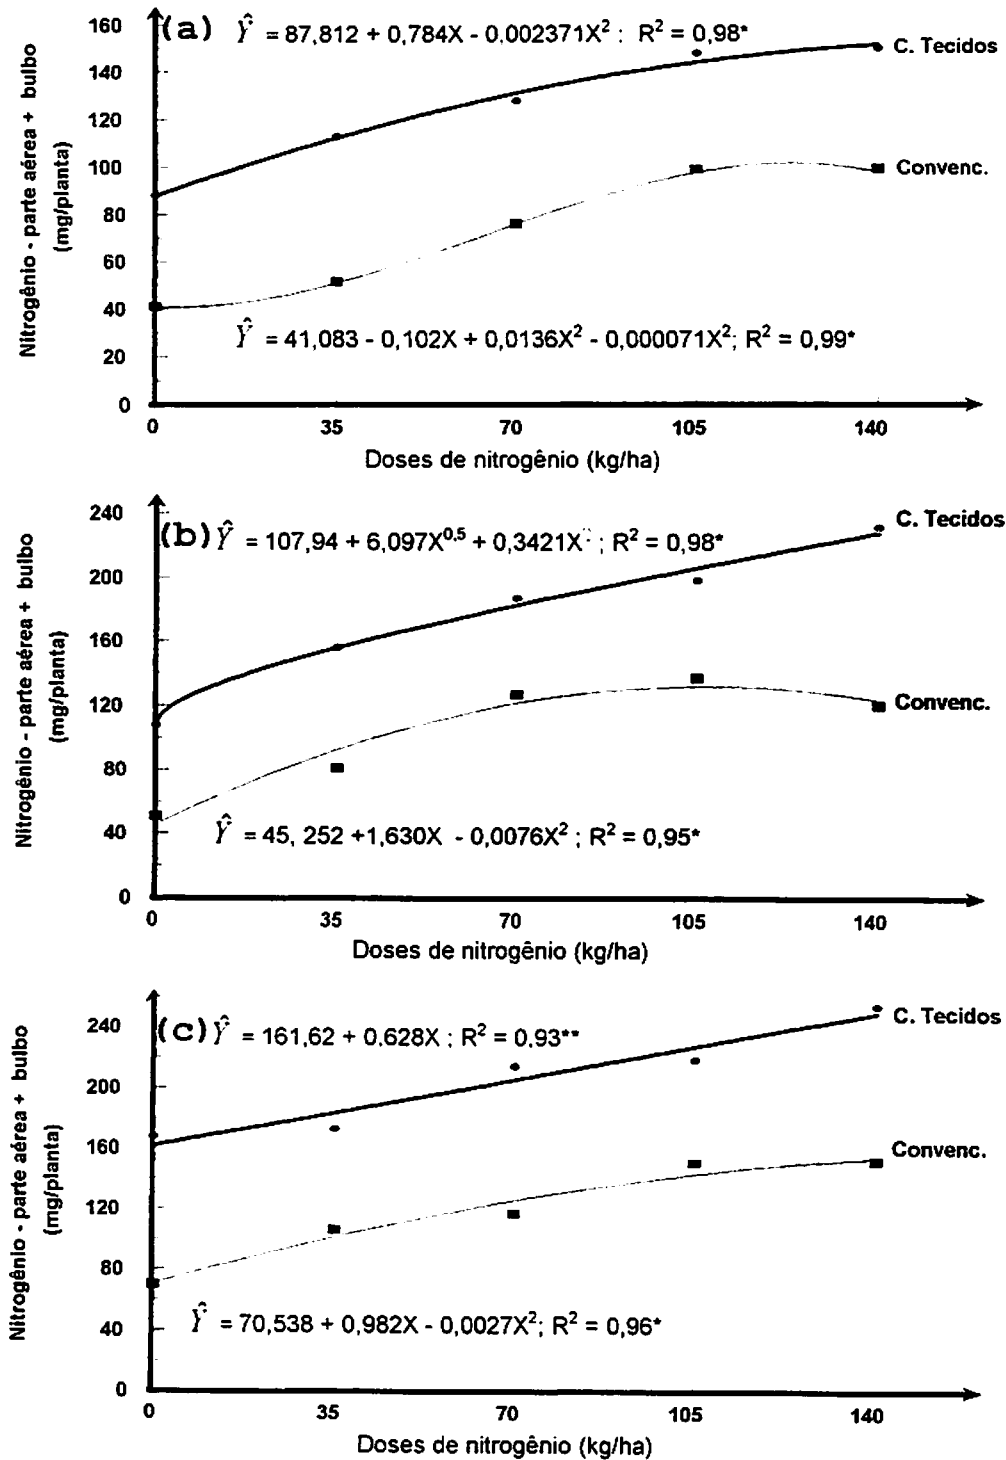 (a) Ŷ = 87,812 + 0,784X - 0,002371X² ; R² = 0,98*
Nitrogênio - parte aérea + bulbo
(mg/planta)
160
140
120
100
80
60
40
20
0
C. Tecidos
Convenc.
Ŷ = 41,083 - 0,102X + 0,0136X² - 0,000071X²; R² = 0,99*
0 35 70 105 140
Doses de nitrogênio (kg/ha)
(b) Ŷ = 107,94 + 6,097X⁰,⁵ + 0,3421X ; R² = 0,98*
Nitrogênio - parte aérea + bulbo
(mg/planta)
240
200
160
120
80
40
0
C. Tecidos
Convenc.
Ŷ = 45, 252 +1,630X - 0,0076X² ; R² = 0,95*
0 35 70 105 140
Doses de nitrogênio (kg/ha)
(c) Ŷ = 161,62 + 0,628X ; R² = 0,93**
Nitrogênio - parte aérea + bulbo
(mg/planta)
240
200
160
120
80
40
0
C. Tecidos
Convenc.
Ŷ = 70,538 + 0,982X - 0,0027X²; R² = 0,96*
0 35 70 105 140
Doses de nitrogênio (kg/ha)